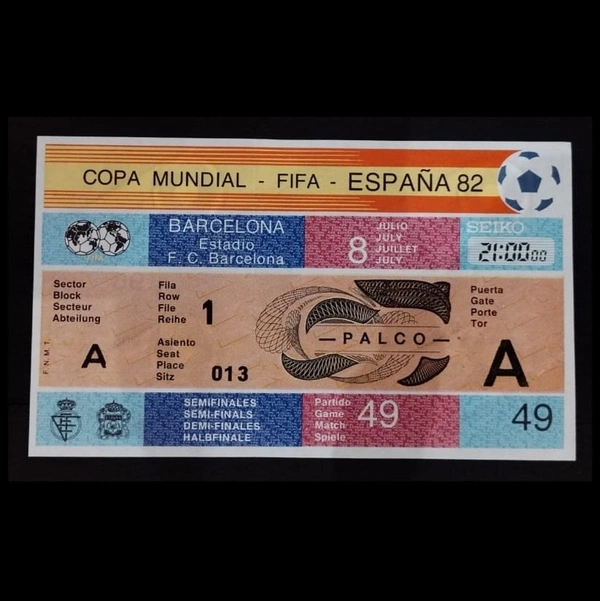 COPA MUNDIAL - FIFA - ESPAÑA 82
BARCELONA
Estadio
F. C. Barcelona
8
JULIO
JULY
JUILLET
JULY
SEIKO
21:00 00
Sector
Block
Secteur
Abteilung
A
Fila
Row
File
Reihe
1
Asiento
Seat
Place
Sitz
013
— PALCO —
Puerta
Gate
Porte
Tor
A
F.N.M.T.
SEMIFINALES
SEMI-FINALS
DEMI-FINALES
HALBFINALE
Partido
Game
Match
Spiele
49
49